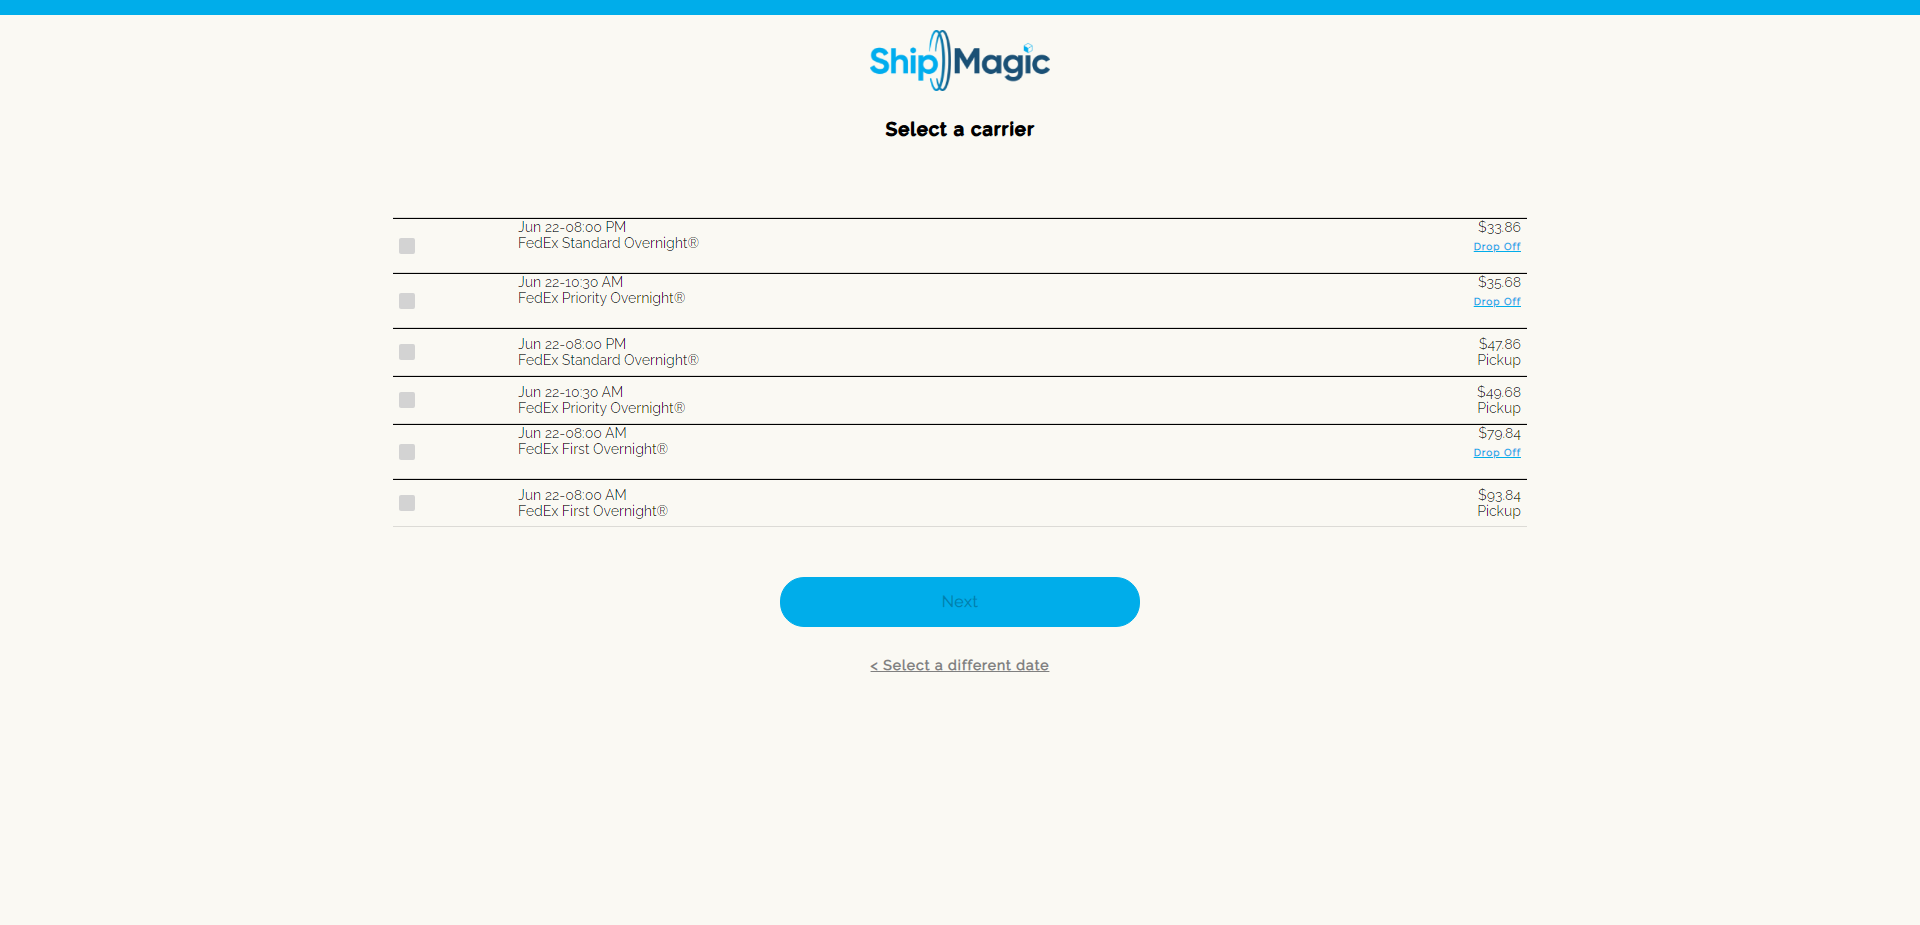 Ship Magic
Select a carrier
Jun 22-08:00 PM $33.86
FedEx Standard Overnight® Drop Off
Jun 22-10:30 AM $35.68
FedEx Priority Overnight® Drop Off
Jun 22-08:00 PM $47.86
FedEx Standard Overnight® Pickup
Jun 22-10:30 AM $49.68
FedEx Priority Overnight® Pickup
Jun 22-08:00 AM $79.84
FedEx First Overnight® Drop Off
Jun 22-08:00 AM $93.84
FedEx First Overnight® Pickup
Next
< Select a different date